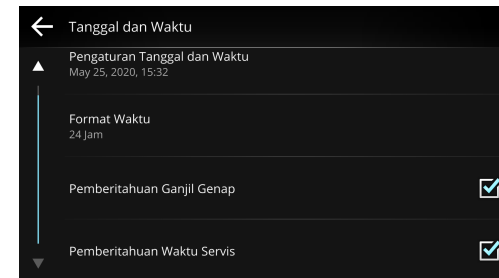 Tanggal dan Waktu
Pengaturan Tanggal dan Waktu
May 25, 2020, 15:32
Format Waktu
24 Jam
Pemberitahuan Ganjil Genap
Pemberitahuan Waktu Servis